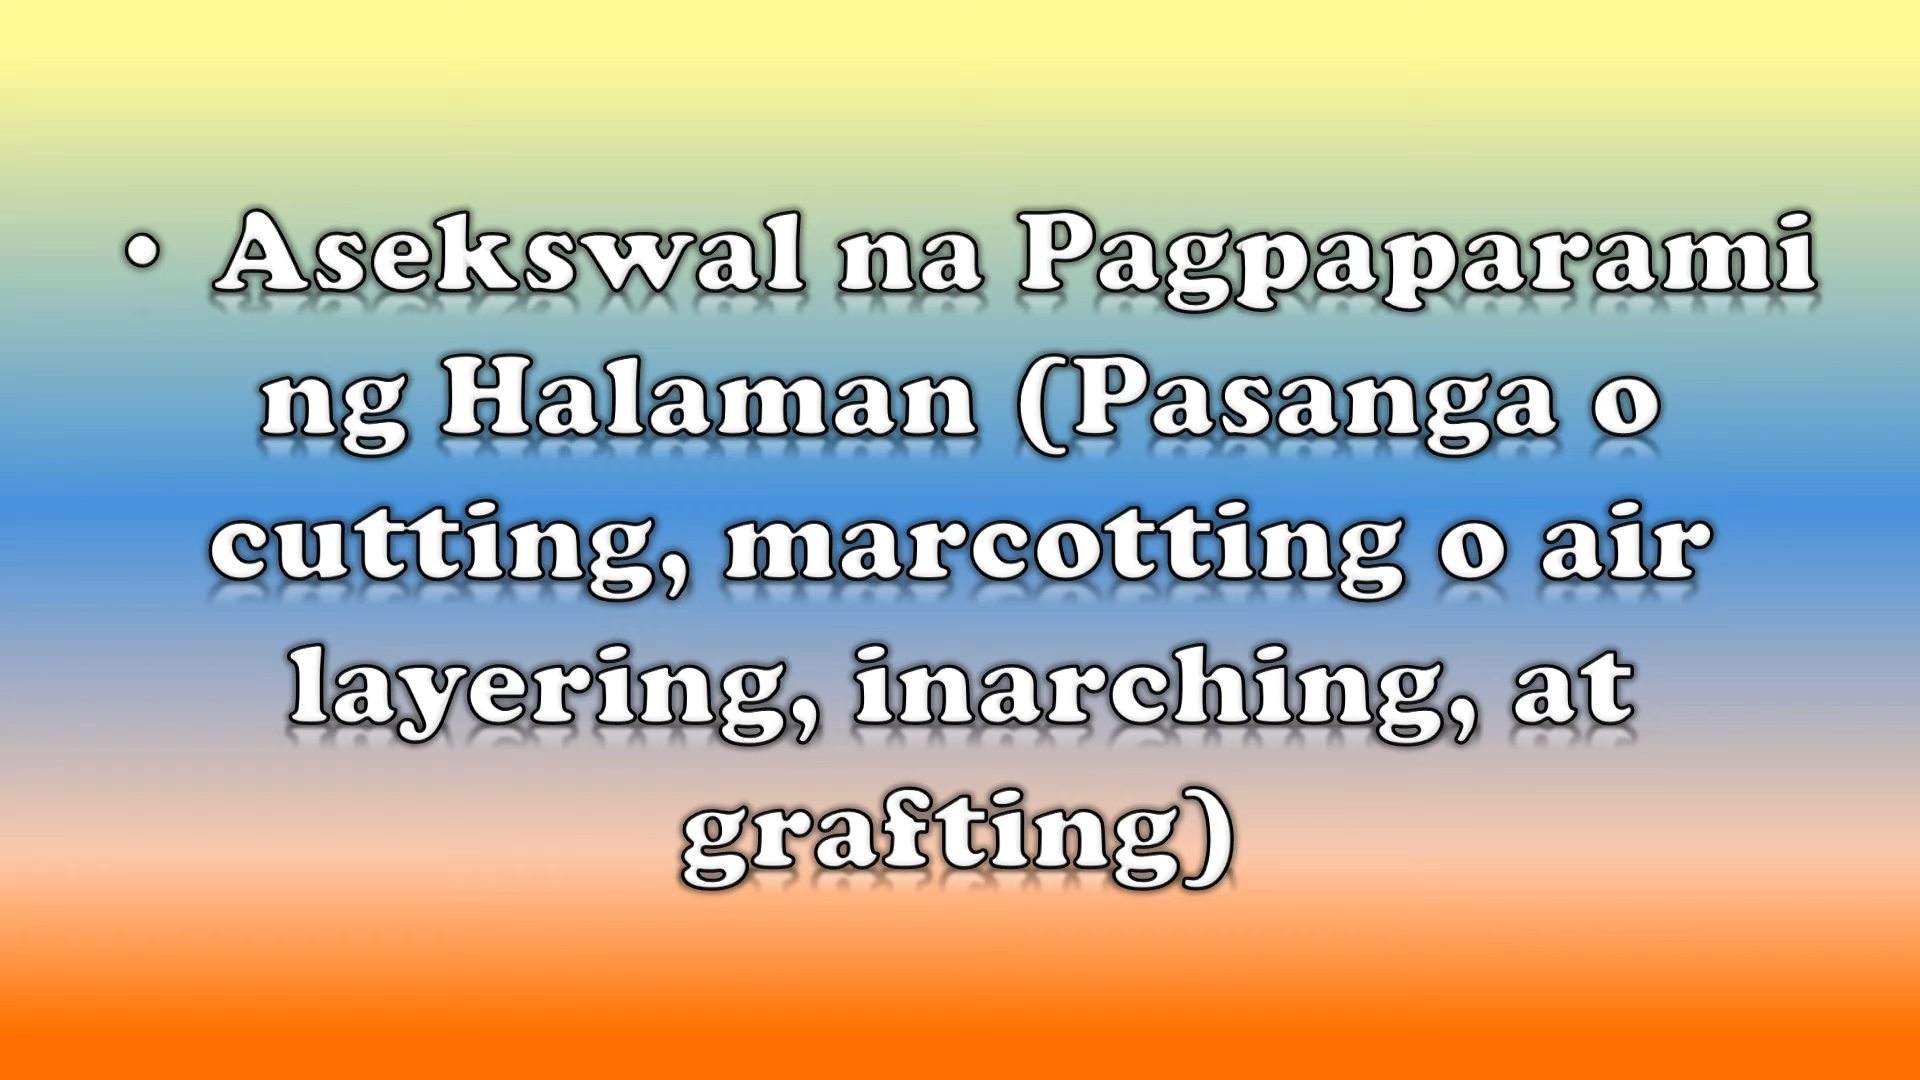 • Asekswal na Pagpaparami
ng Halaman (Pasanga o
cutting, marcotting o air
layering, inarching, at
grafting)